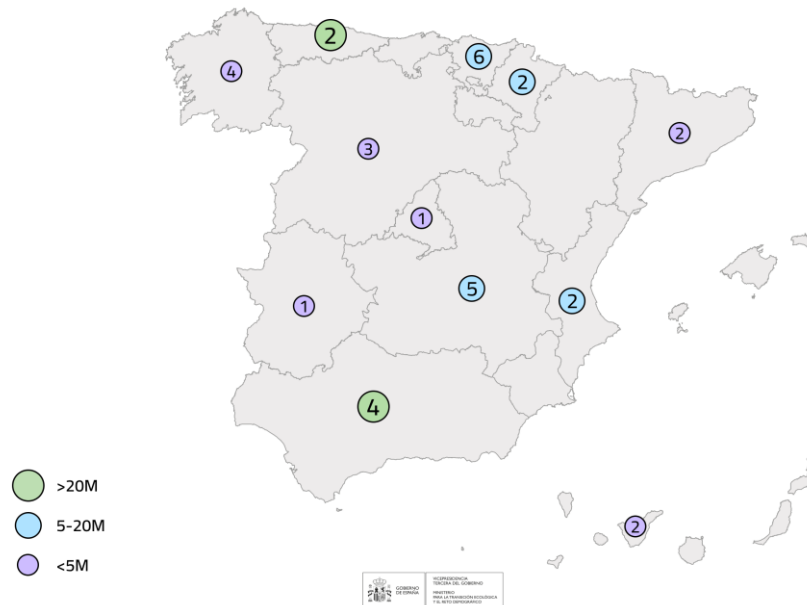 2
6
2
4
2
3
1
5
2
1
4
>20M
5-20M
2
<5M
GOBIERNO
DE ESPAÑA
VICEPRESIDENCIA
TERCERA DEL GOBIERNO
MINISTERIO
PARA LA TRANSICIÓN ECOLÓGICA
Y EL RETO DEMOGRÁFICO